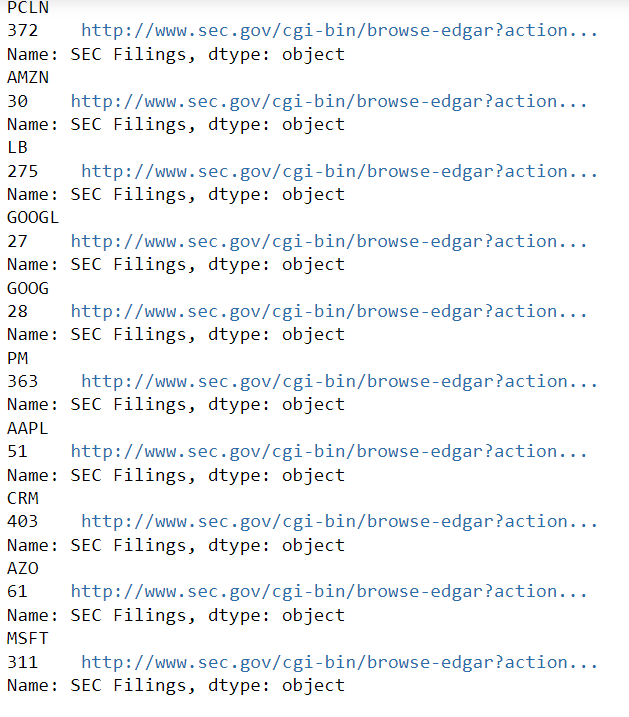 PCLN
372    http://www.sec.gov/cgi-bin/browse-edgar?action...
Name: SEC Filings, dtype: object
AMZN
30    http://www.sec.gov/cgi-bin/browse-edgar?action...
Name: SEC Filings, dtype: object
LB
275    http://www.sec.gov/cgi-bin/browse-edgar?action...
Name: SEC Filings, dtype: object
GOOGL
27    http://www.sec.gov/cgi-bin/browse-edgar?action...
Name: SEC Filings, dtype: object
GOOG
28    http://www.sec.gov/cgi-bin/browse-edgar?action...
Name: SEC Filings, dtype: object
PM
363    http://www.sec.gov/cgi-bin/browse-edgar?action...
Name: SEC Filings, dtype: object
AAPL
51    http://www.sec.gov/cgi-bin/browse-edgar?action...
Name: SEC Filings, dtype: object
CRM
403    http://www.sec.gov/cgi-bin/browse-edgar?action...
Name: SEC Filings, dtype: object
AZO
61    http://www.sec.gov/cgi-bin/browse-edgar?action...
Name: SEC Filings, dtype: object
MSFT
311    http://www.sec.gov/cgi-bin/browse-edgar?action...
Name: SEC Filings, dtype: object